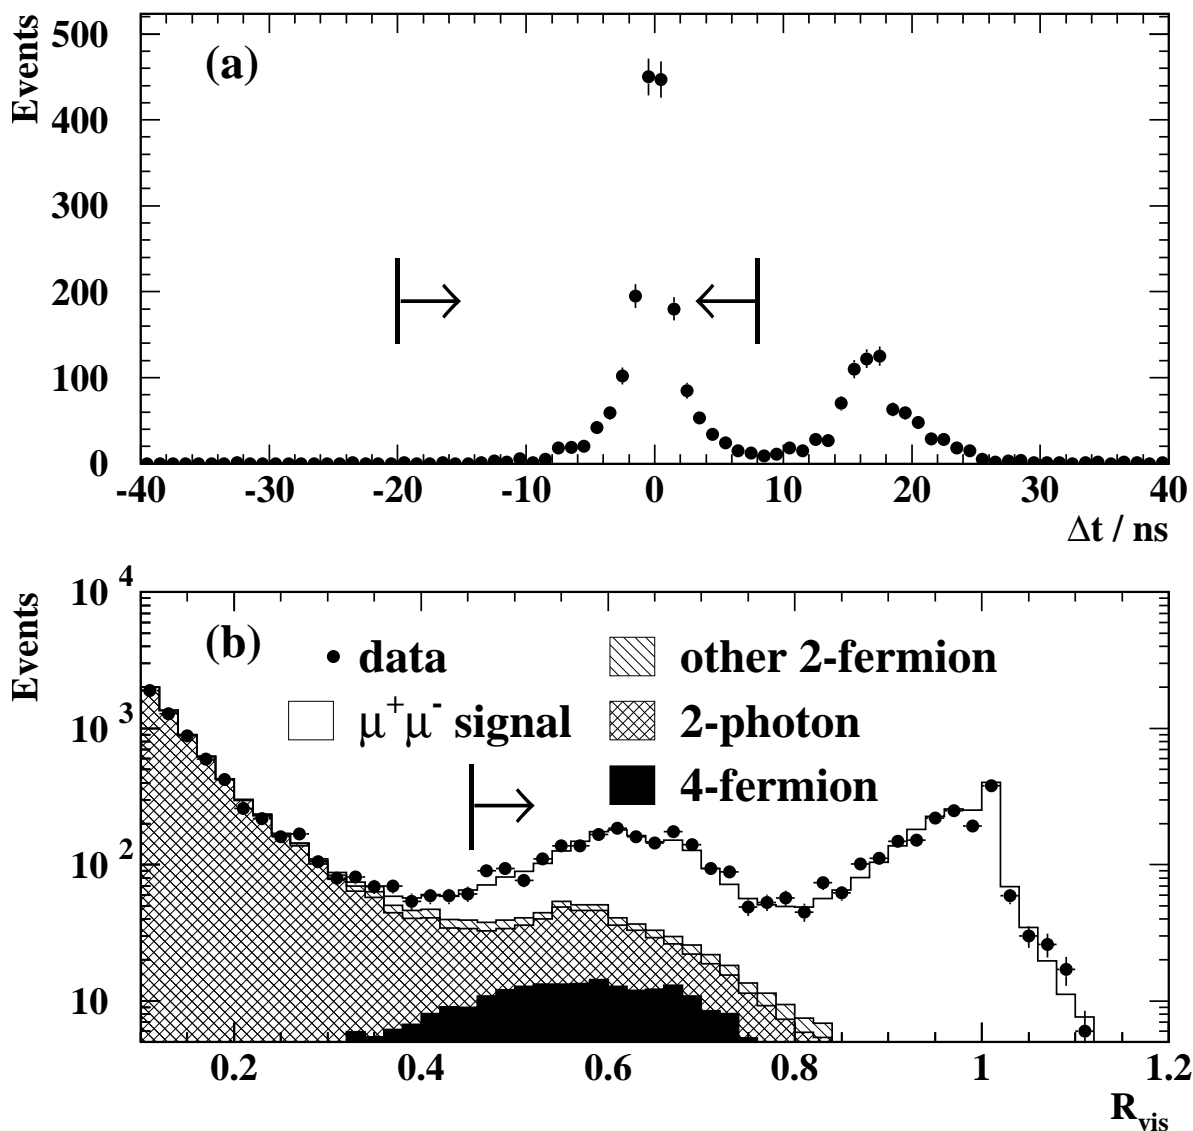 Events
500
400
300
200
100
0
(a)
-40 -30 -20 -10 0 10 20 30 40
Δt / ns
Events
10^4
10^3
10^2
10
(b)
data
μ⁺μ⁻ signal
other 2-fermion
2-photon
4-fermion
0.2 0.4 0.6 0.8 1 1.2
R_vis